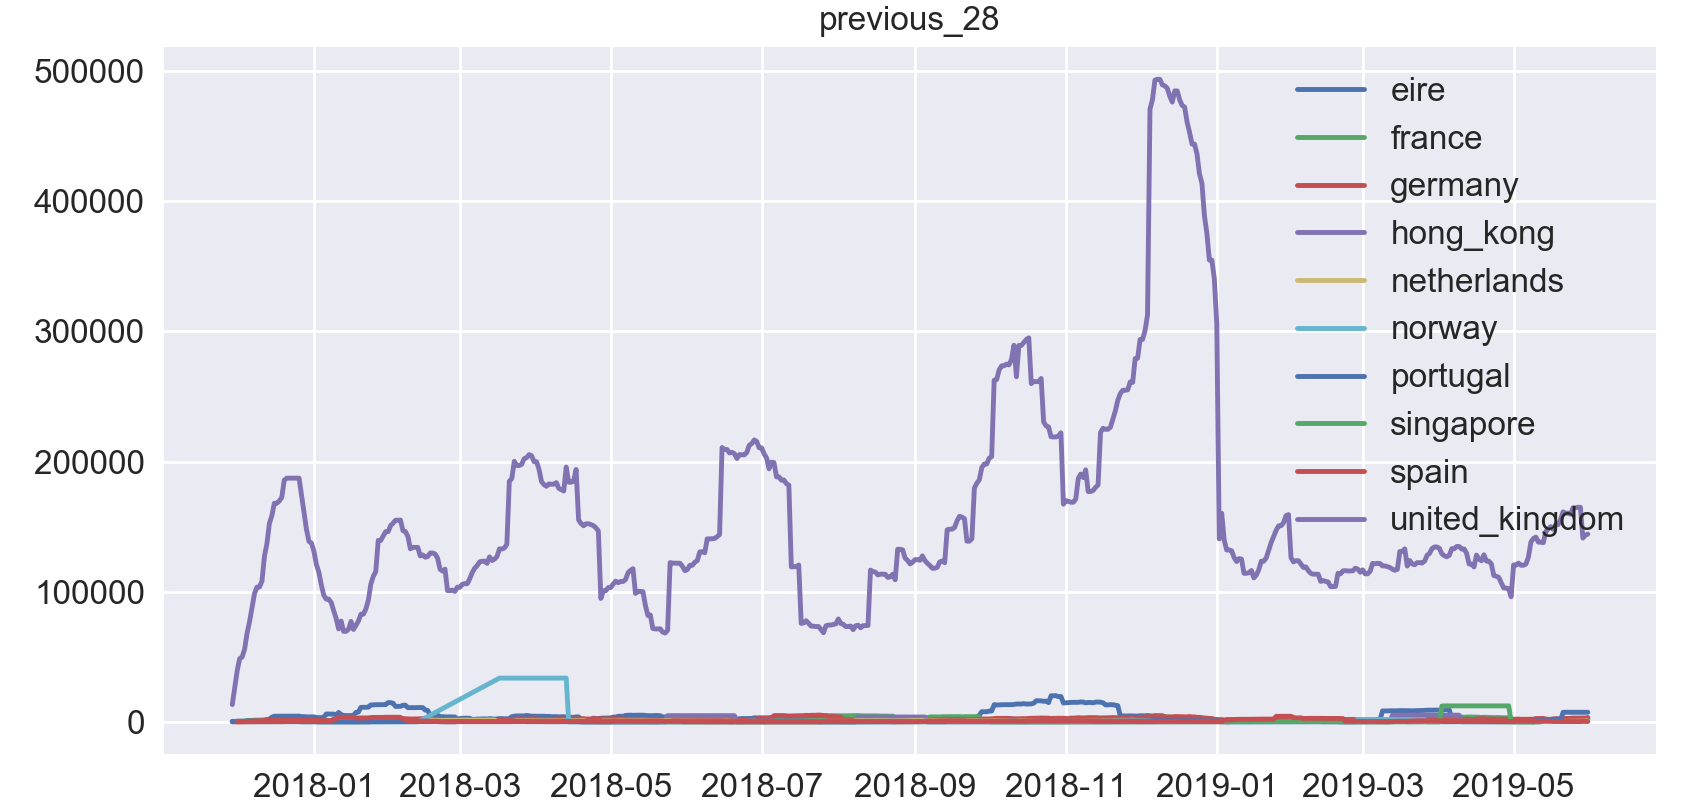 previous_28
500000
400000
300000
200000
100000
0
eire
france
germany
hong_kong
netherlands
norway
portugal
singapore
spain
united_kingdom
2018-01 2018-03 2018-05 2018-07 2018-09 2018-11 2019-01 2019-03 2019-05